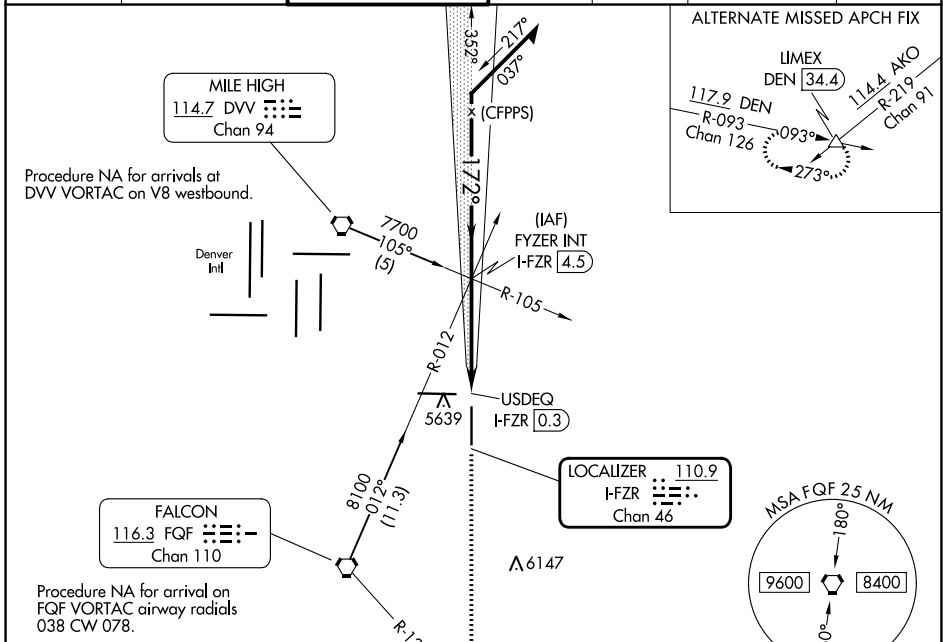 ALTERNATE MISSED APCH FIX
LIMEX
DEN 34.4
117.9 DEN
R-093
Chan 126
093°
273°
114.4 AKO
R-219
Chan 91
352°
217°
037°
(CFPPS)
172°
MILE HIGH
114.7 DVV
Chan 94
Procedure NA for arrivals at
DVV VORTAC on V8 westbound.
Denver
Intl
7700
105°
(5)
(IAF)
FYZER INT
I-FZR 4.5
R-105
R-012
USDEQ
I-FZR 0.3
5639
8100
012°
(11.3)
LOCALIZER 110.9
I-FZR
Chan 46
FALCON
116.3 FQF
Chan 110
6147
Procedure NA for arrival on
FQF VORTAC airway radials
038 CW 078.
MSA FQF 25 NM
180°
9600
8400